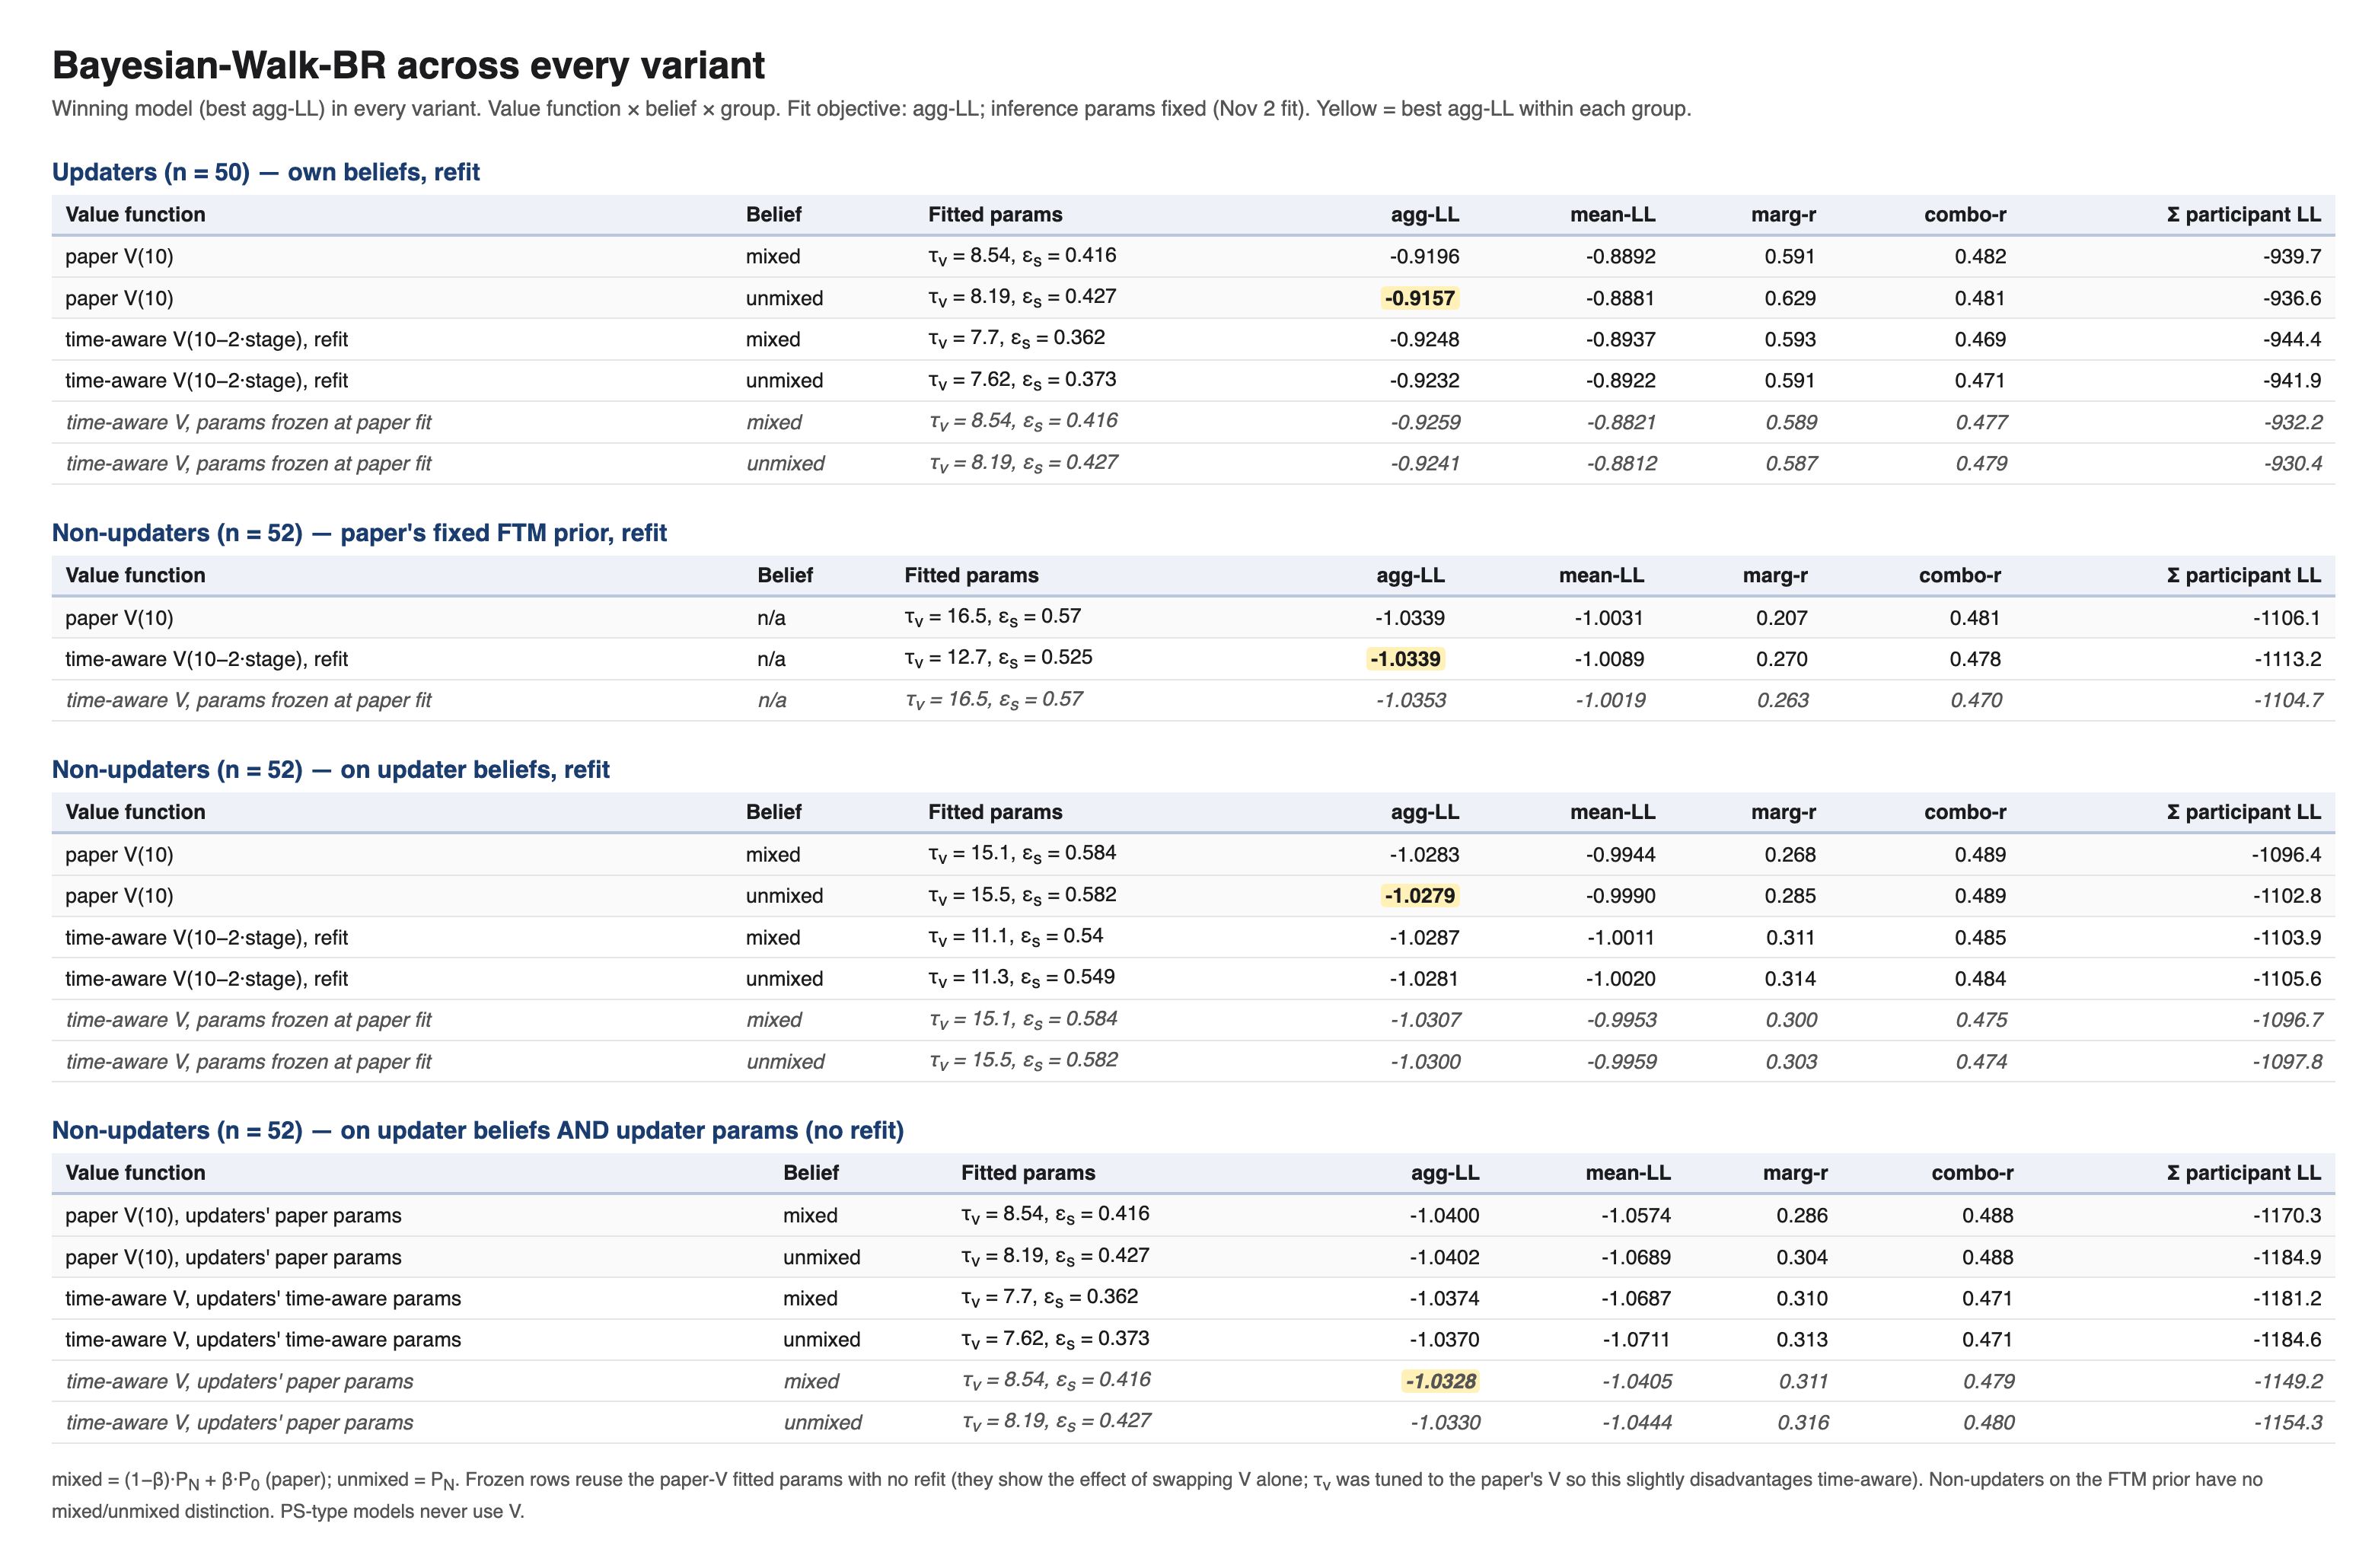 Bayesian-Walk-BR across every variant
Winning model (best agg-LL) in every variant. Value function × belief × group. Fit objective: agg-LL; inference params fixed (Nov 2 fit). Yellow = best agg-LL within each group.
Updaters (n = 50) — own beliefs, refit
Value function Belief Fitted params agg-LL mean-LL marg-r combo-r Σ participant LL
paper V(10) mixed τv = 8.54, εs = 0.416 -0.9196 -0.8892 0.591 0.482 -939.7
paper V(10) unmixed τv = 8.19, εs = 0.427 -0.9157 -0.8881 0.629 0.481 -936.6
time-aware V(10−2·stage), refit mixed τv = 7.7, εs = 0.362 -0.9248 -0.8937 0.593 0.469 -944.4
time-aware V(10−2·stage), refit unmixed τv = 7.62, εs = 0.373 -0.9232 -0.8922 0.591 0.471 -941.9
time-aware V, params frozen at paper fit mixed τv = 8.54, εs = 0.416 -0.9259 -0.8821 0.589 0.477 -932.2
time-aware V, params frozen at paper fit unmixed τv = 8.19, εs = 0.427 -0.9241 -0.8812 0.587 0.479 -930.4
Non-updaters (n = 52) — paper's fixed FTM prior, refit
Value function Belief Fitted params agg-LL mean-LL marg-r combo-r Σ participant LL
paper V(10) n/a τv = 16.5, εs = 0.57 -1.0339 -1.0031 0.207 0.481 -1106.1
time-aware V(10−2·stage), refit n/a τv = 12.7, εs = 0.525 -1.0339 -1.0089 0.270 0.478 -1113.2
time-aware V, params frozen at paper fit n/a τv = 16.5, εs = 0.57 -1.0353 -1.0019 0.263 0.470 -1104.7
Non-updaters (n = 52) — on updater beliefs, refit
Value function Belief Fitted params agg-LL mean-LL marg-r combo-r Σ participant LL
paper V(10) mixed τv = 15.1, εs = 0.584 -1.0283 -0.9944 0.268 0.489 -1096.4
paper V(10) unmixed τv = 15.5, εs = 0.582 -1.0279 -0.9990 0.285 0.489 -1102.8
time-aware V(10−2·stage), refit mixed τv = 11.1, εs = 0.54 -1.0287 -1.0011 0.311 0.485 -1103.9
time-aware V(10−2·stage), refit unmixed τv = 11.3, εs = 0.549 -1.0281 -1.0020 0.314 0.484 -1105.6
time-aware V, params frozen at paper fit mixed τv = 15.1, εs = 0.584 -1.0307 -0.9953 0.300 0.475 -1096.7
time-aware V, params frozen at paper fit unmixed τv = 15.5, εs = 0.582 -1.0300 -0.9959 0.303 0.474 -1097.8
Non-updaters (n = 52) — on updater beliefs AND updater params (no refit)
Value function Belief Fitted params agg-LL mean-LL marg-r combo-r Σ participant LL
paper V(10), updaters' paper params mixed τv = 8.54, εs = 0.416 -1.0400 -1.0574 0.286 0.488 -1170.3
paper V(10), updaters' paper params unmixed τv = 8.19, εs = 0.427 -1.0402 -1.0689 0.304 0.488 -1184.9
time-aware V, updaters' time-aware params mixed τv = 7.7, εs = 0.362 -1.0374 -1.0687 0.310 0.471 -1181.2
time-aware V, updaters' time-aware params unmixed τv = 7.62, εs = 0.373 -1.0370 -1.0711 0.313 0.471 -1184.6
time-aware V, updaters' paper params mixed τv = 8.54, εs = 0.416 -1.0328 -1.0405 0.311 0.479 -1149.2
time-aware V, updaters' paper params unmixed τv = 8.19, εs = 0.427 -1.0330 -1.0444 0.316 0.480 -1154.3
mixed = (1−β)·PN + β·P0 (paper); unmixed = PN. Frozen rows reuse the paper-V fitted params with no refit (they show the effect of swapping V alone; τv was tuned to the paper's V so this slightly disadvantages time-aware). Non-updaters on the FTM prior have no
mixed/unmixed distinction. PS-type models never use V.